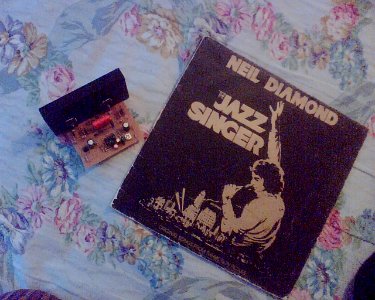 NEIL DIAMOND
THE
JAZZ
SINGER